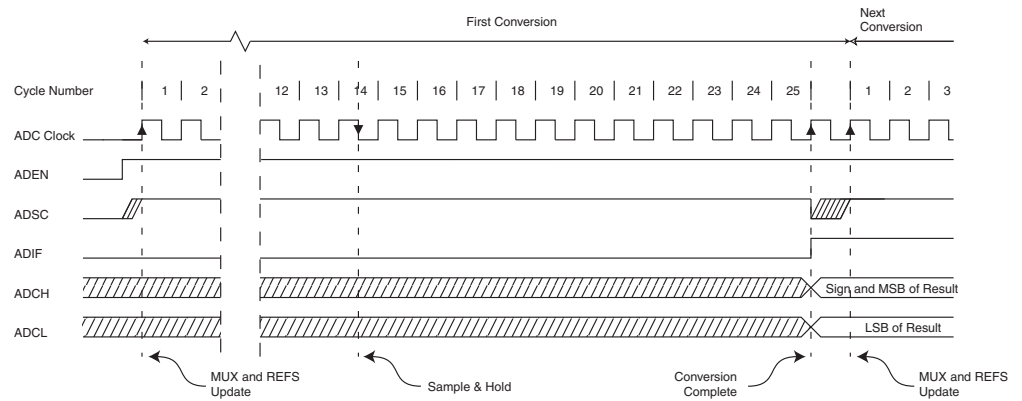 First Conversion
Next
Conversion
Cycle Number 1 2 12 13 14 15 16 17 18 19 20 21 22 23 24 25 1 2 3
ADC Clock
ADEN
ADSC
ADIF
ADCH Sign and MSB of Result
ADCL LSB of Result
MUX and REFS
Update
Sample & Hold
Conversion
Complete
MUX and REFS
Update